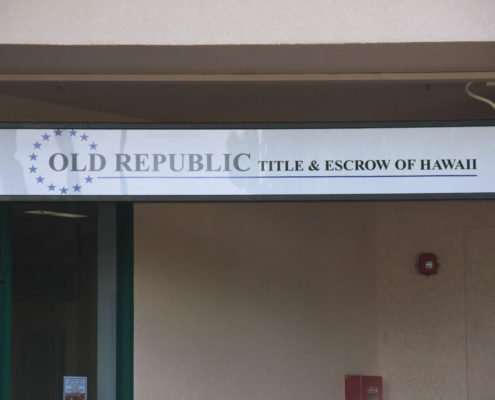 OLD REPUBLIC TITLE & ESCROW OF HAWAII